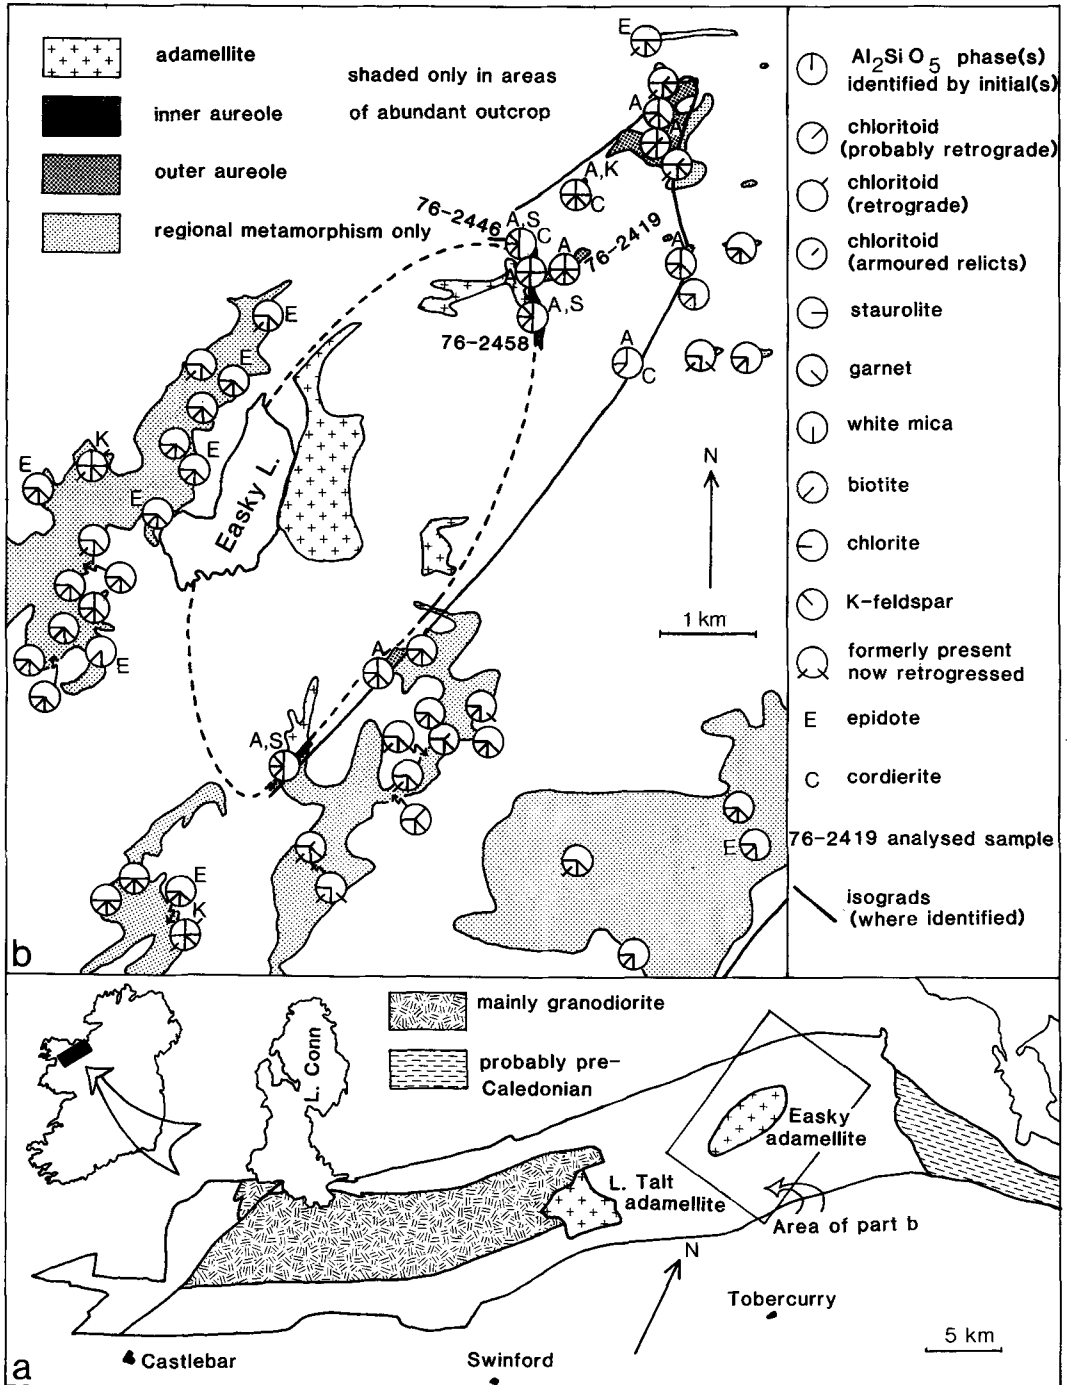 adamellite
inner aureole
outer aureole
regional metamorphism only
shaded only in areas
of abundant outcrop
E
A
A
A,K
C
76-2446
A,S
C
A
76-2419
A
A
A,S
76-2458
A
C
E
E
E
K
E
E
Easky L.
E
N
1 km
A
A,S
E
K
E
b
Al2SiO5 phase(s)
identified by initial(s)
chloritoid
(probably retrograde)
chloritoid
(retrograde)
chloritoid
(armoured relicts)
staurolite
garnet
white mica
biotite
chlorite
K-feldspar
formerly present
now retrogressed
E epidote
C cordierite
76-2419 analysed sample
isograds
(where identified)
mainly granodiorite
probably pre-
Caledonian
L. Conn
Easky
adamellite
L. Talt
adamellite
Area of part b
N
Tobercurry
5 km
Castlebar
Swinford
a